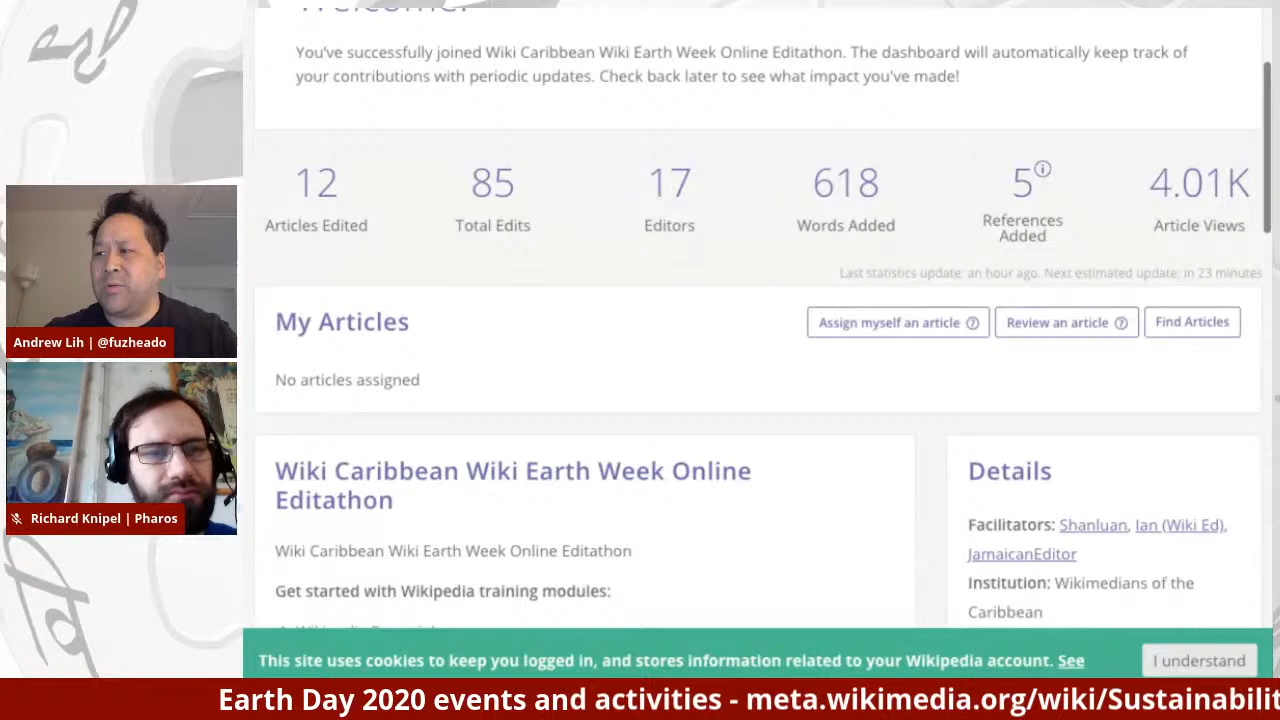 Welcome!
You've successfully joined Wiki Caribbean Wiki Earth Week Online Editathon. The dashboard will automatically keep track of
your contributions with periodic updates. Check back later to see what impact you've made!
12 85 17 618 5 4.01K
Articles Edited Total Edits Editors Words Added References Added Article Views
Last statistics update: an hour ago. Next estimated update: in 23 minutes
My Articles
Assign myself an article ? Review an article ? Find Articles
No articles assigned
Wiki Caribbean Wiki Earth Week Online
Editathon
Wiki Caribbean Wiki Earth Week Online Editathon
Get started with Wikipedia training modules:
Details
Facilitators: Shanluan, Ian (Wiki Ed),
JamaicanEditor
Institution: Wikimedians of the
Caribbean
Andrew Lih | @fuzheado
Richard Knipel | Pharos
This site uses cookies to keep you logged in, and stores information related to your Wikipedia account. See
I understand
Earth Day 2020 events and activities - meta.wikimedia.org/wiki/Sustainabilit